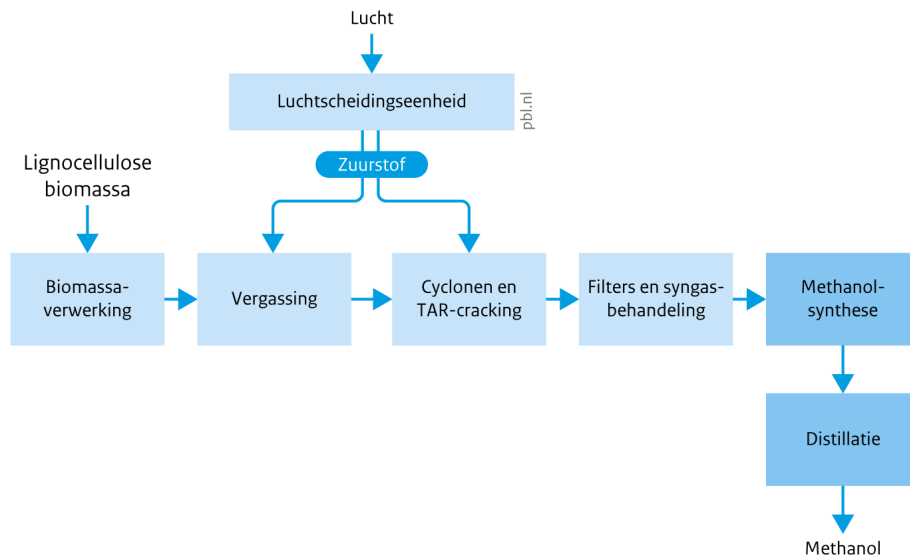 Lucht
Luchtscheidingseenheid
pbl.nl
Zuurstof
Lignocellulose
biomassa
Biomassa-
verwerking
Vergassing
Cyclonen en
TAR-cracking
Filters en syngas-
behandeling
Methanol-
synthese
Distillatie
Methanol